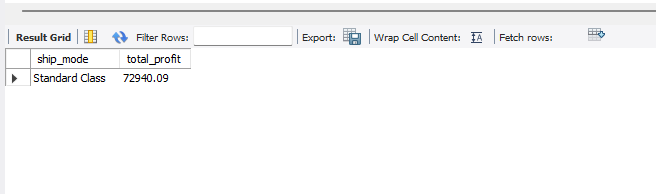 Result Grid Filter Rows: Export: Wrap Cell Content: Fetch rows:
ship_mode total_profit
Standard Class 72940.09